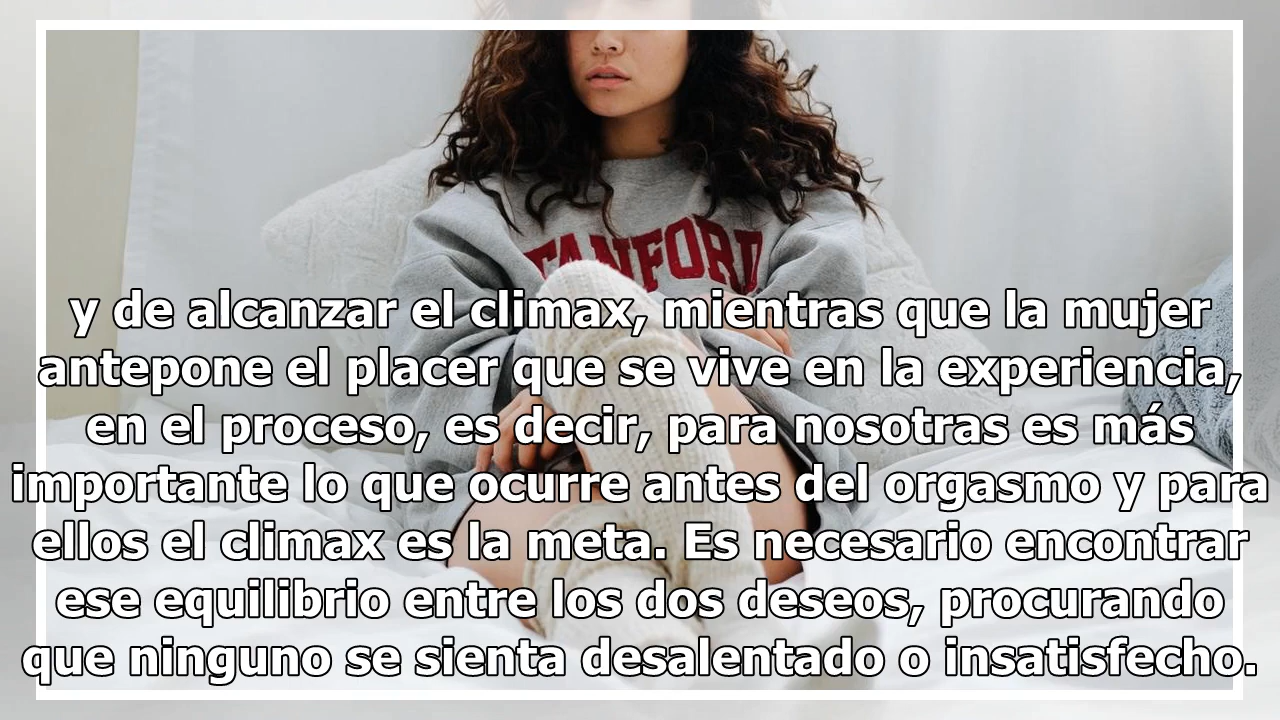 TANFORD
y de alcanzar el climax, mientras que la mujer
antepone el placer que se vive en la experiencia,
en el proceso, es decir, para nosotras es más
importante lo que ocurre antes del orgasmo y para
ellos el climax es la meta. Es necesario encontrar
ese equilibrio entre los dos deseos, procurando
que ninguno se sienta desalentado o insatisfecho.